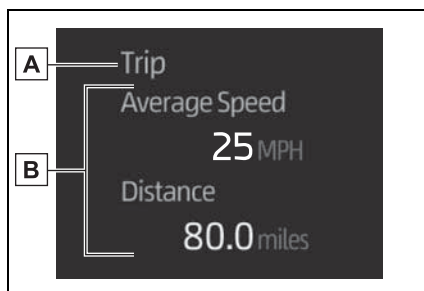 A
Trip
Average Speed
25 MPH
B
Distance
80.0 miles